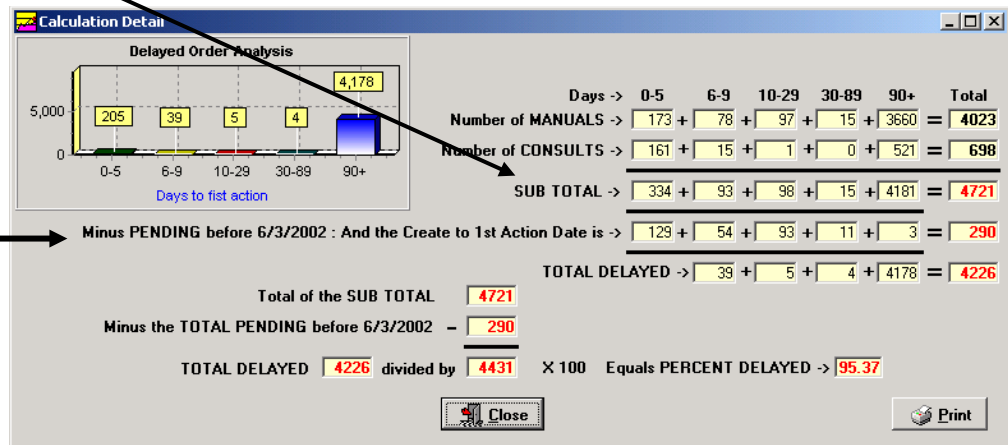 Calculation Detail
Delayed Order Analysis
4,178
5,000
205
39
5
4
0
0-5
6-9
10-29
30-89
90+
Days to fist action
Days -> 0-5 6-9 10-29 30-89 90+ Total
Number of MANUALS -> 173 + 78 + 97 + 15 + 3660 = 4023
Number of CONSULTS -> 161 + 15 + 1 + 0 + 521 = 698
SUB TOTAL -> 334 + 93 + 98 + 15 + 4181 = 4721
Minus PENDING before 6/3/2002 : And the Create to 1st Action Date is -> 129 + 54 + 93 + 11 + 3 = 290
TOTAL DELAYED -> 39 + 5 + 4 + 4178 = 4226
Total of the SUB TOTAL 4721
Minus the TOTAL PENDING before 6/3/2002 – 290
TOTAL DELAYED 4226 divided by 4431 X 100 Equals PERCENT DELAYED -> 95.37
Close
Print